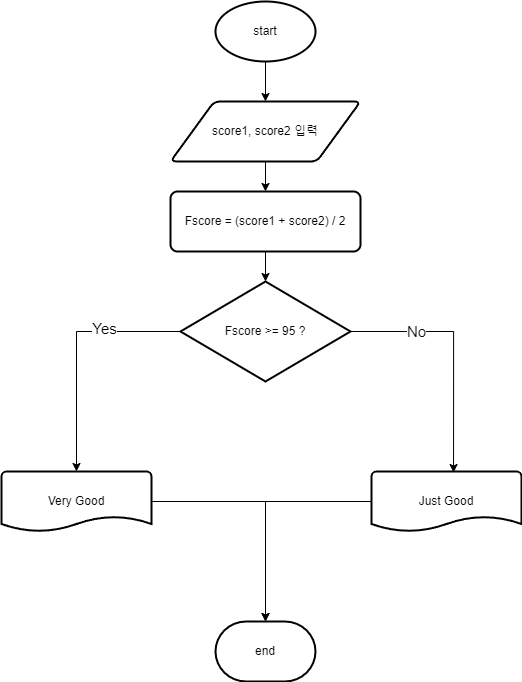 start
score1, score2 입력
Fscore = (score1 + score2) / 2
Fscore >= 95 ?
Yes
No
Very Good
Just Good
end